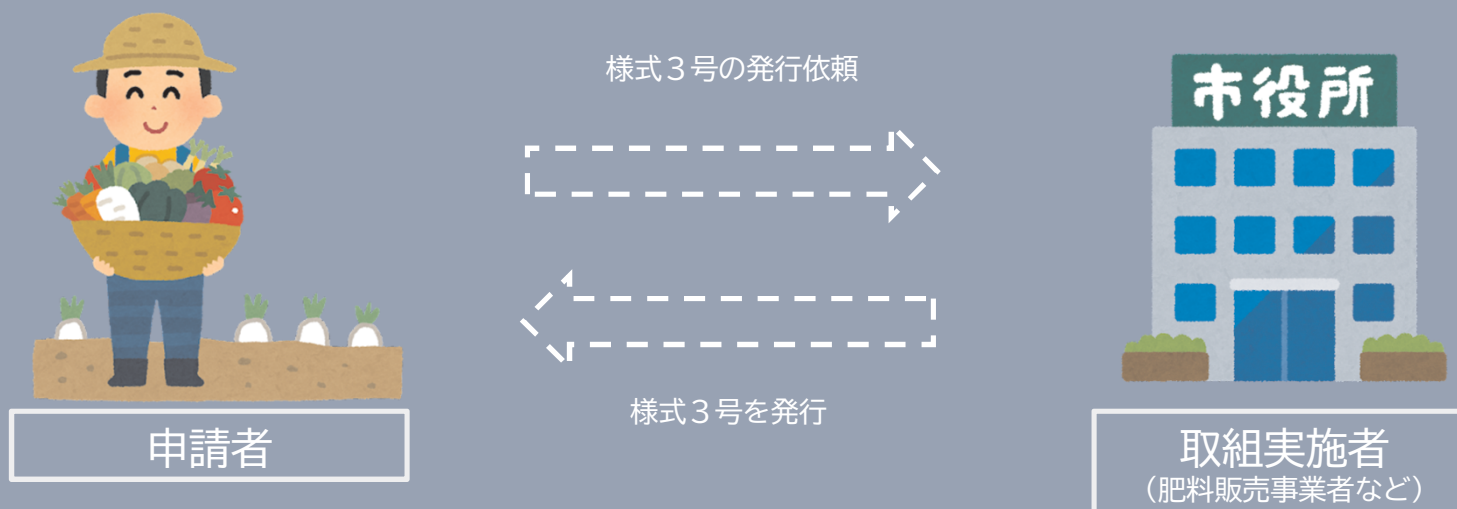 様式３号の発行依頼
市役所
様式３号を発行
申請者
取組実施者
（肥料販売事業者など）